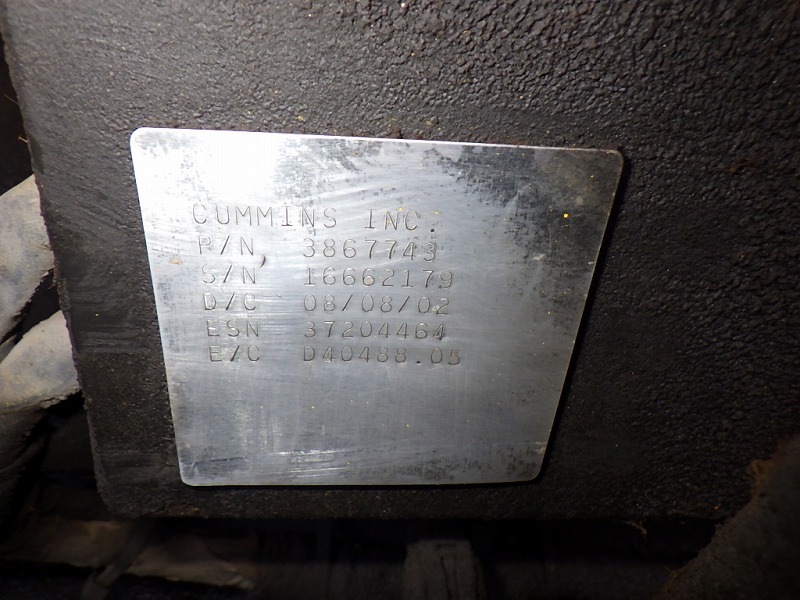 CUMMINS INC.
P/N 3867743
S/N 16662179
D/C 08/08/02
ESN 37204464
E/C D40488.05